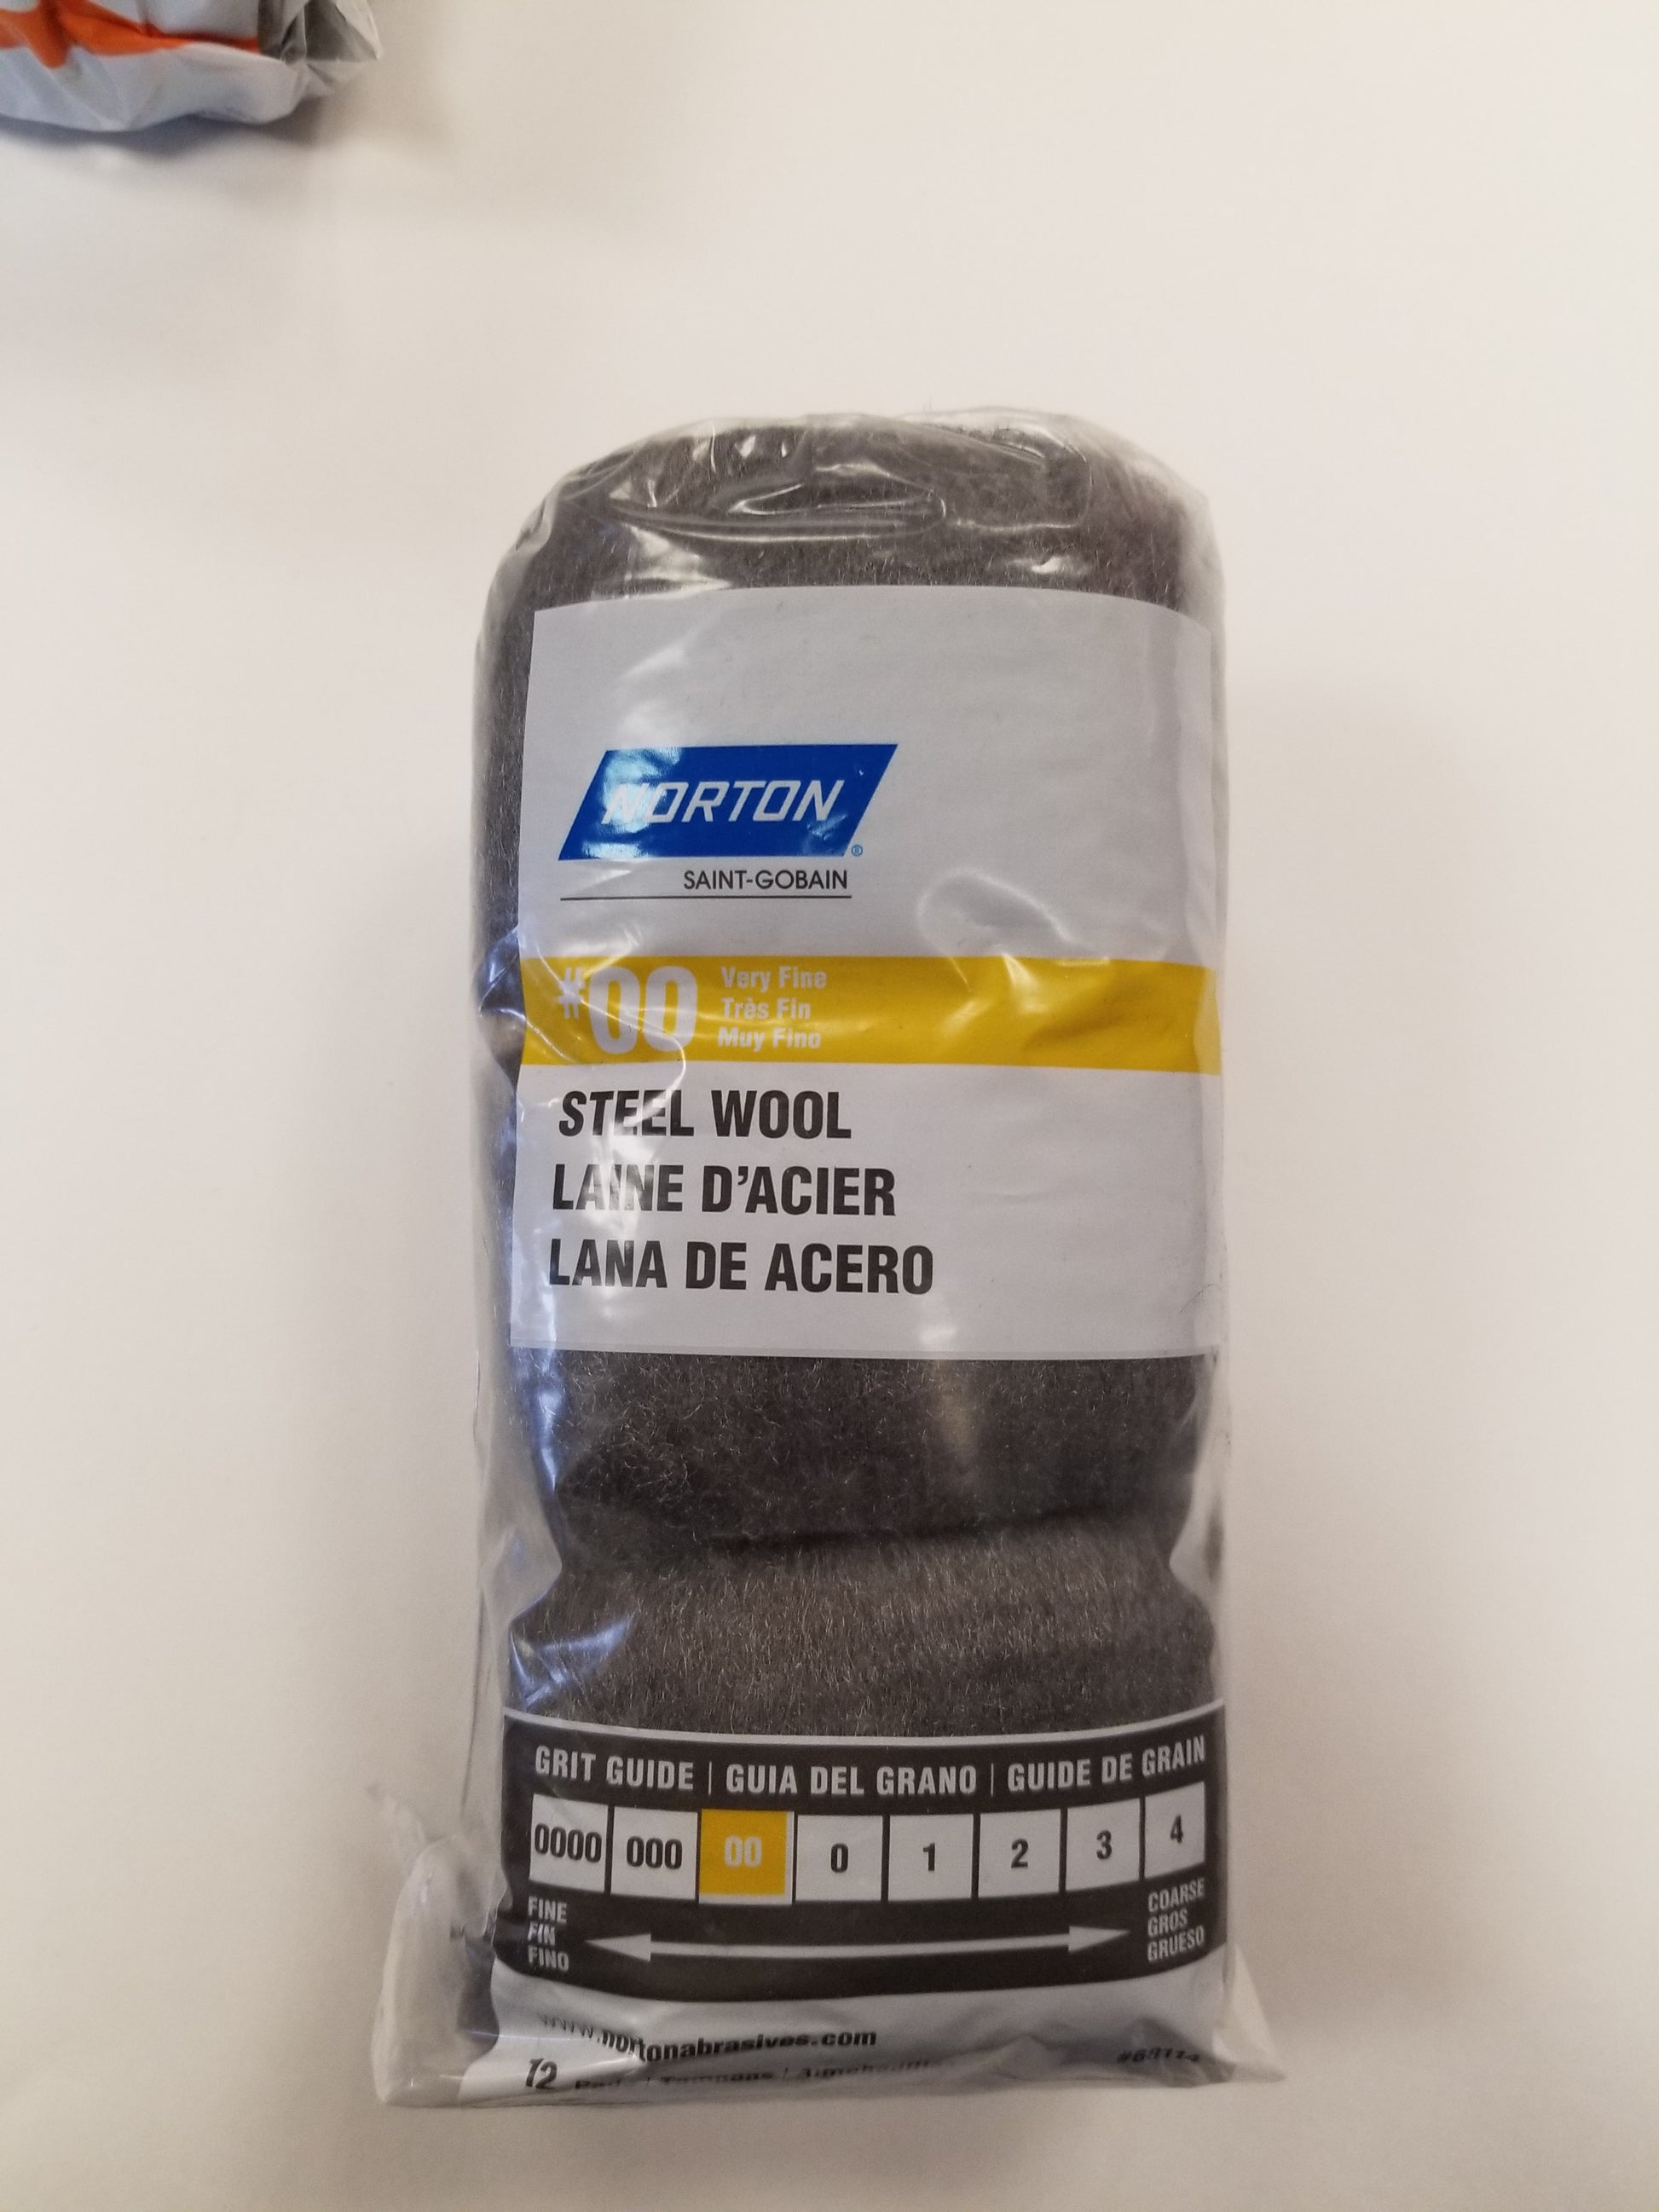 NORTON
®
SAINT-GOBAIN
#00
Very Fine
Très Fin
Muy Fino
STEEL WOOL
LAINE D'ACIER
LANA DE ACERO
GRIT GUIDE | GUIA DEL GRANO | GUIDE DE GRAIN
0000 000 00 0 1 2 3 4
FINE
FIN
FINO
COARSE
GROS
GRUESO
www.nortonabrasives.com
12 Pads | Tampons |